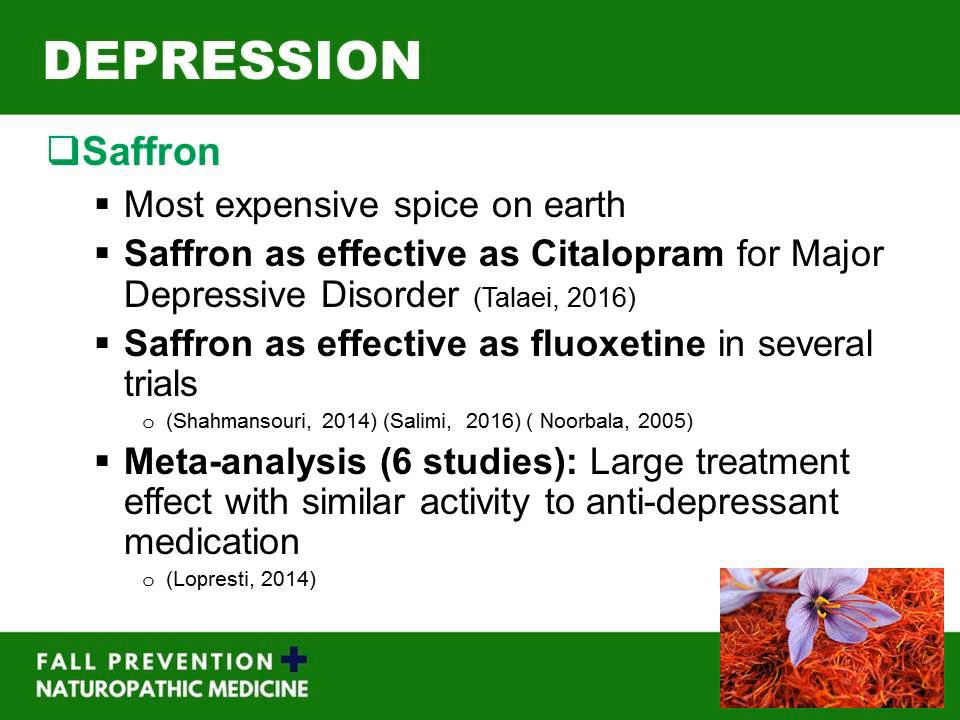 DEPRESSION
❑Saffron
▪ Most expensive spice on earth
▪ Saffron as effective as Citalopram for Major
Depressive Disorder (Talaei, 2016)
▪ Saffron as effective as fluoxetine in several
trials
o (Shahmansouri, 2014) (Salimi, 2016) ( Noorbala, 2005)
▪ Meta-analysis (6 studies): Large treatment
effect with similar activity to anti-depressant
medication
o (Lopresti, 2014)
FALL PREVENTION +
NATUROPATHIC MEDICINE